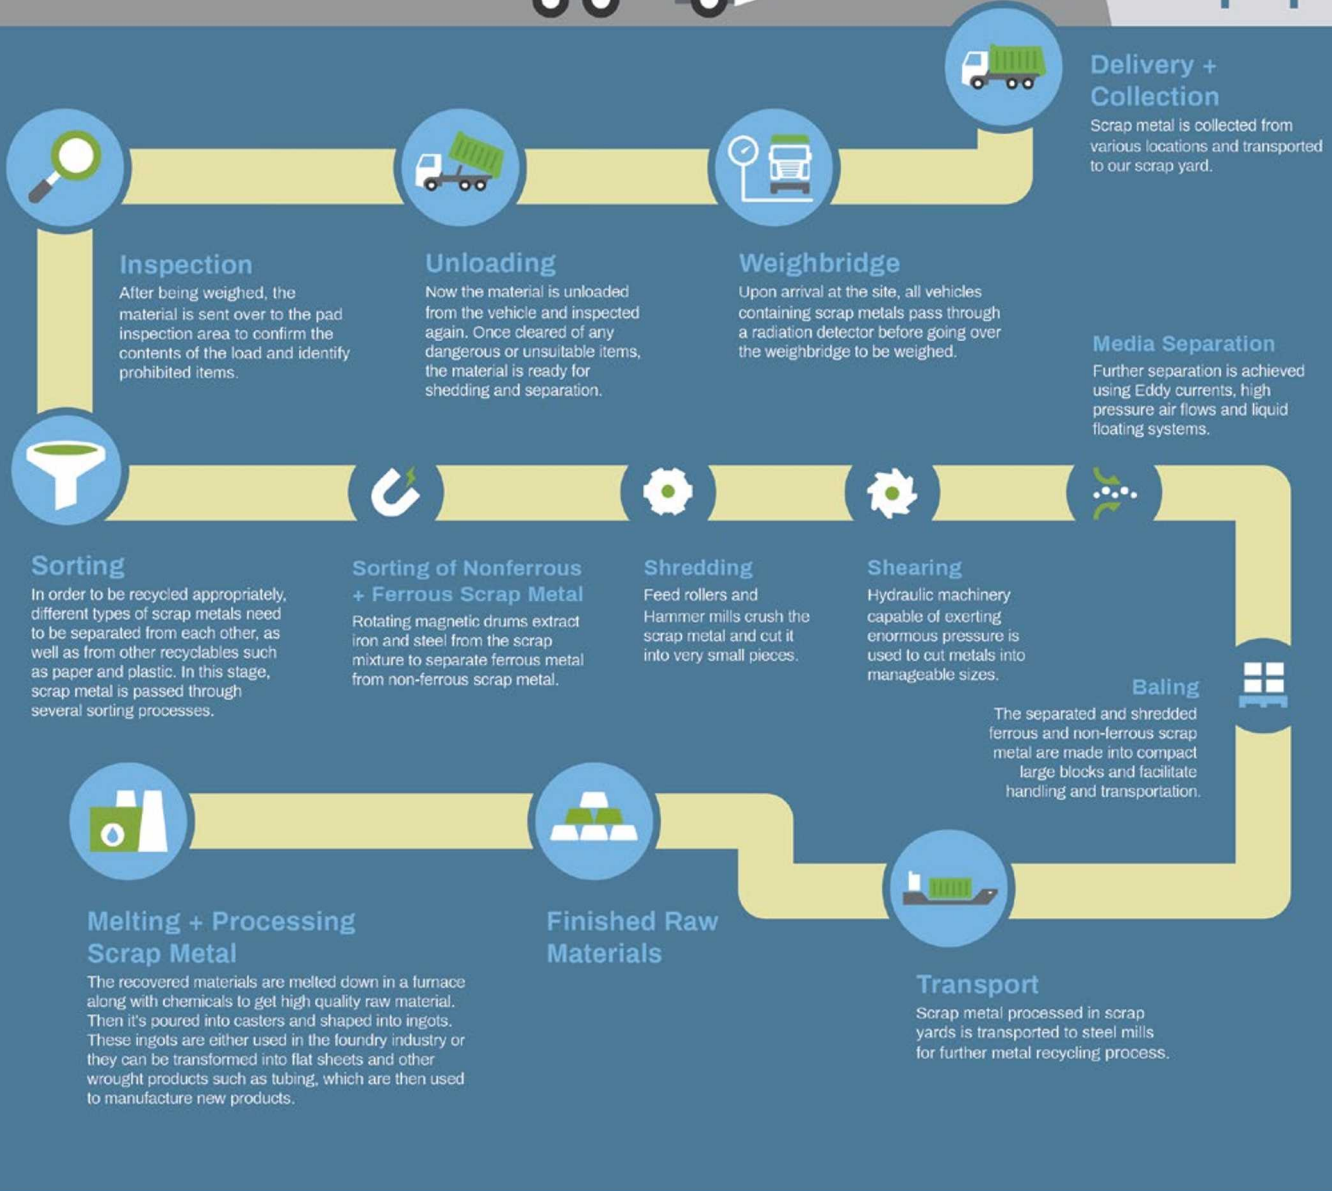 Delivery +
Collection
Scrap metal is collected from
various locations and transported
to our scrap yard.
Weighbridge
Upon arrival at the site, all vehicles
containing scrap metals pass through
a radiation detector before going over
the weighbridge to be weighed.
Unloading
Now the material is unloaded
from the vehicle and inspected
again. Once cleared of any
dangerous or unsuitable items,
the material is ready for
shedding and separation.
Inspection
After being weighed, the
material is sent over to the pad
inspection area to confirm the
contents of the load and identify
prohibited items.
Sorting
In order to be recycled appropriately,
different types of scrap metals need
to be separated from each other, as
well as from other recyclables such
as paper and plastic. In this stage,
scrap metal is passed through
several sorting processes.
Sorting of Nonferrous
+ Ferrous Scrap Metal
Rotating magnetic drums extract
iron and steel from the scrap
mixture to separate ferrous metal
from non-ferrous scrap metal.
Shredding
Feed rollers and
Hammer mills crush the
scrap metal and cut it
into very small pieces.
Shearing
Hydraulic machinery
capable of exerting
enormous pressure is
used to cut metals into
manageable sizes.
Media Separation
Further separation is achieved
using Eddy currents, high
pressure air flows and liquid
floating systems.
Baling
The separated and shredded
ferrous and non-ferrous scrap
metal are made into compact
large blocks and facilitate
handling and transportation.
Transport
Scrap metal processed in scrap
yards is transported to steel mills
for further metal recycling process.
Finished Raw
Materials
Melting + Processing
Scrap Metal
The recovered materials are melted down in a furnace
along with chemicals to get high quality raw material.
Then it's poured into casters and shaped into ingots.
These ingots are either used in the foundry industry or
they can be transformed into flat sheets and other
wrought products such as tubing, which are then used
to manufacture new products.